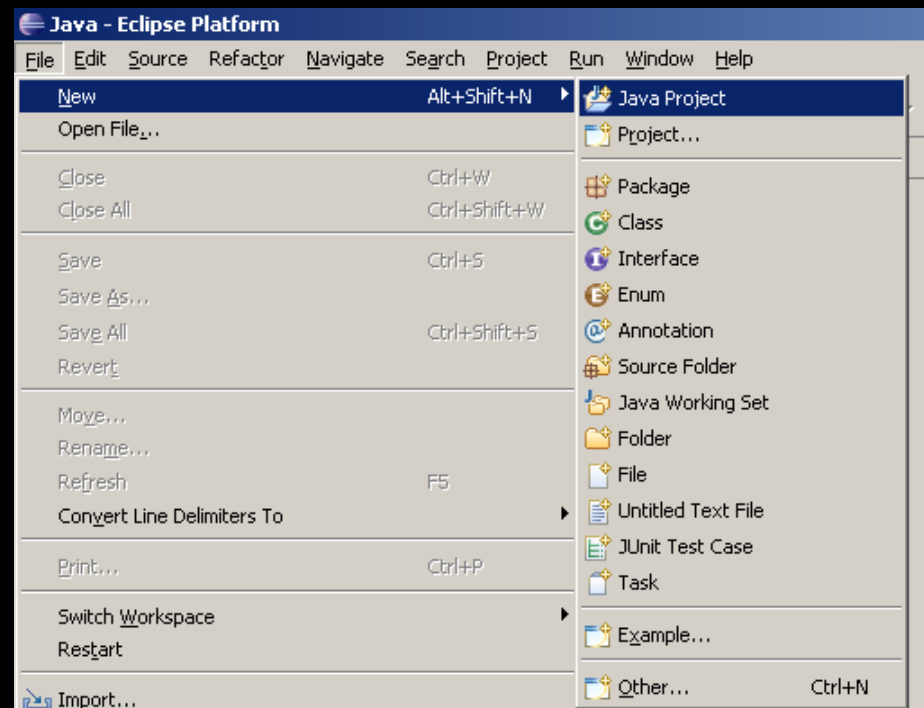 Java - Eclipse Platform
File Edit Source Refactor Navigate Search Project Run Window Help
New Alt+Shift+N
Open File...
Close Ctrl+W
Close All Ctrl+Shift+W
Save Ctrl+S
Save As...
Save All Ctrl+Shift+S
Revert
Move...
Rename...
Refresh F5
Convert Line Delimiters To
Print... Ctrl+P
Switch Workspace
Restart
Import...
Java Project
Project...
Package
Class
Interface
Enum
Annotation
Source Folder
Java Working Set
Folder
File
Untitled Text File
JUnit Test Case
Task
Example...
Other... Ctrl+N